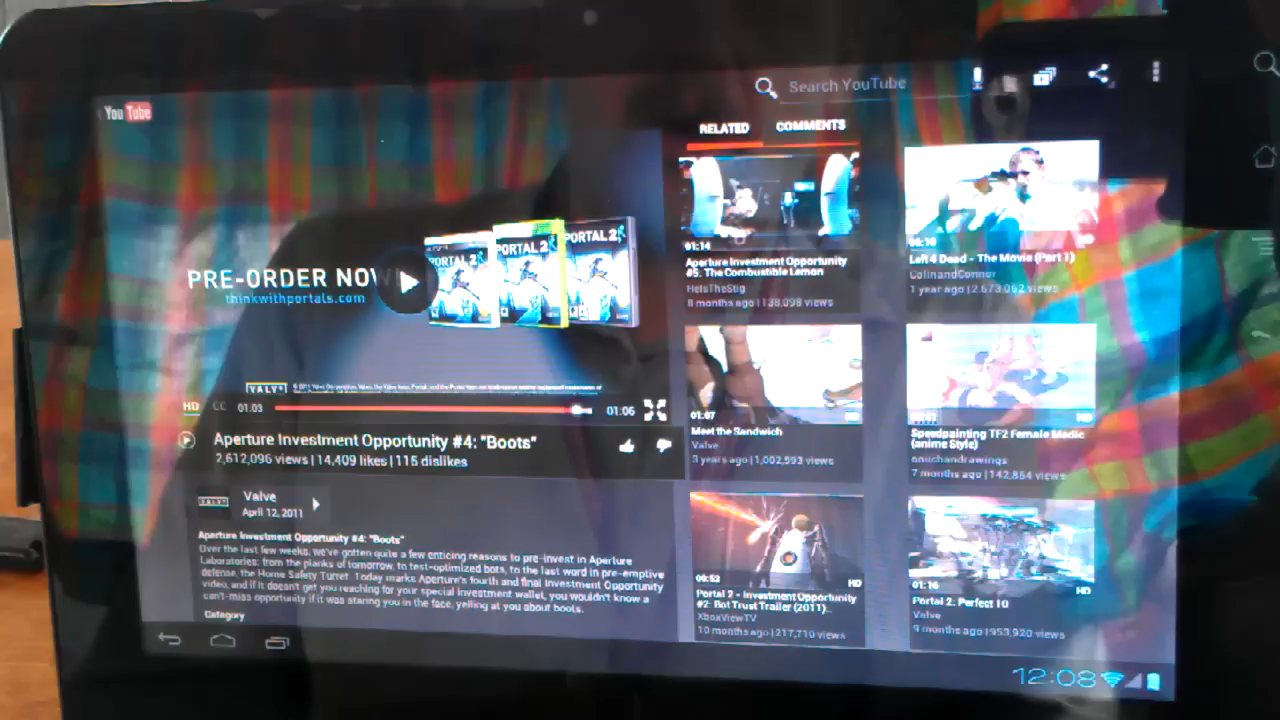 YouTube
Search YouTube
RELATED COMMENTS
PRE-ORDER NOW
thinkwithportals.com
PORTAL 2
PORTAL 2
PORTAL 2
VALVE
HD CC 01:03 01:06
Aperture Investment Opportunity #4: "Boots"
2,612,096 views | 14,409 likes | 115 dislikes
VALVE
Valve
April 12, 2011
Aperture Investment Opportunity #4: "Boots"
Over the last few weeks, we've gotten quite a few enticing reasons to pre-invest in Aperture
Laboratories: from the planks of tomorrow, to test-optimized bots, to the last word in pre-emptive
defense, the Home Safety Turret. Today marks Aperture's fourth and final Investment Opportunity
video, and if it doesn't get you reaching for your special investment wallet, you wouldn't know a
can't-miss opportunity if it was staring you in the face, yelling at you about boots.
Category
01:14
Aperture Investment Opportunity
#5: The Combustible Lemon
HeIsTheStig
8 months ago | 138,098 views
HD
Left 4 Dead - The Movie (Part 1)
ColinandConnor
1 year ago | 2,673,062 views
01:07
Meet the Sandwich
Valve
3 years ago | 1,002,593 views
HD
Speedpainting TF2 Female Medic
(anime Style)
7 months ago | 142,854 views
00:52 HD
Portal 2 - Investment Opportunity
#2: Bot Trust Trailer (2011)..
XboxViewTV
10 months ago | 217,710 views
01:16 HD
Portal 2: Perfect 10
Valve
9 months ago | 953,920 views
12:08